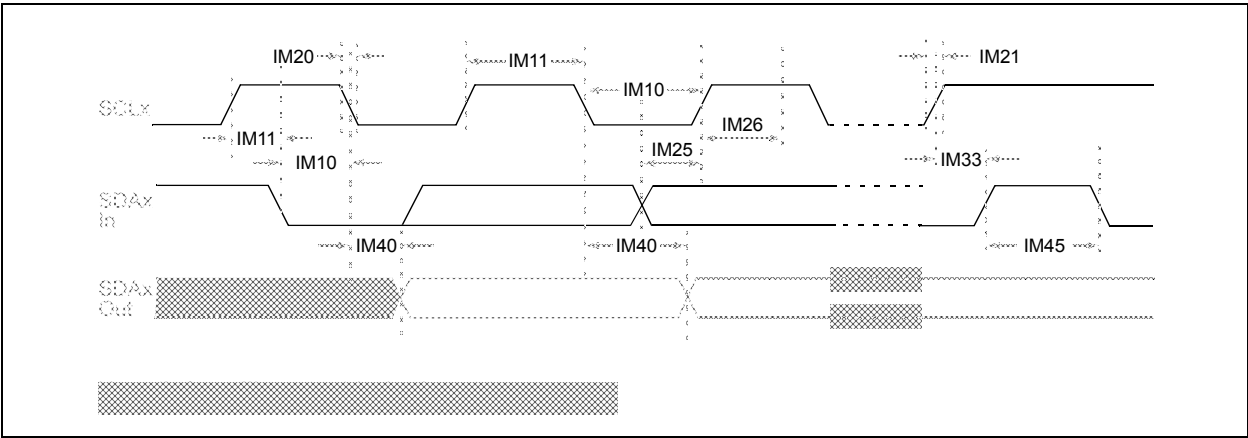 IM20
IM11
IM21
IM10
SCLx
IM11
IM26
IM10
IM25
IM33
SDAx
In
IM40
IM40
IM45
SDAx
Out